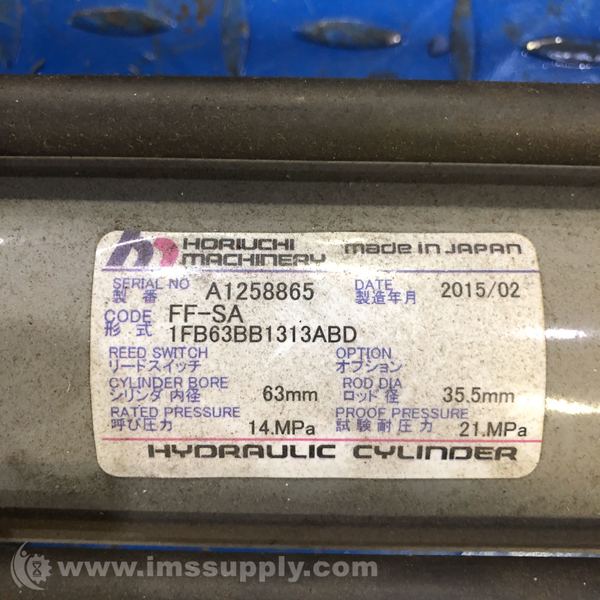 HORIUCHI MACHINERY made in JAPAN
SERIAL NO 製番 A1258865 DATE 製造年月 2015/02
CODE 形式 FF-SA
1FB63BB1313ABD
REED SWITCH OPTION
リードスイッチ オプション
CYLINDER BORE ROD DIA
シリンダ 内径 63mm ロッド 径 35.5mm
RATED PRESSURE PROOF PRESSURE
呼び圧力 14.MPa 試験耐圧力 21.MPa
HYDRAULIC CYLINDER
© www.imssupply.com